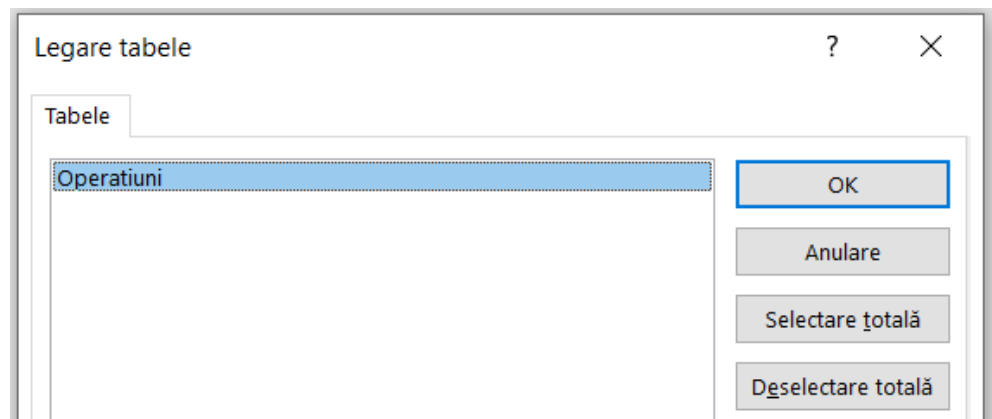 Legare tabele
?
Tabele
Operatiuni
OK
Anulare
Selectare totală
Deselectare totală